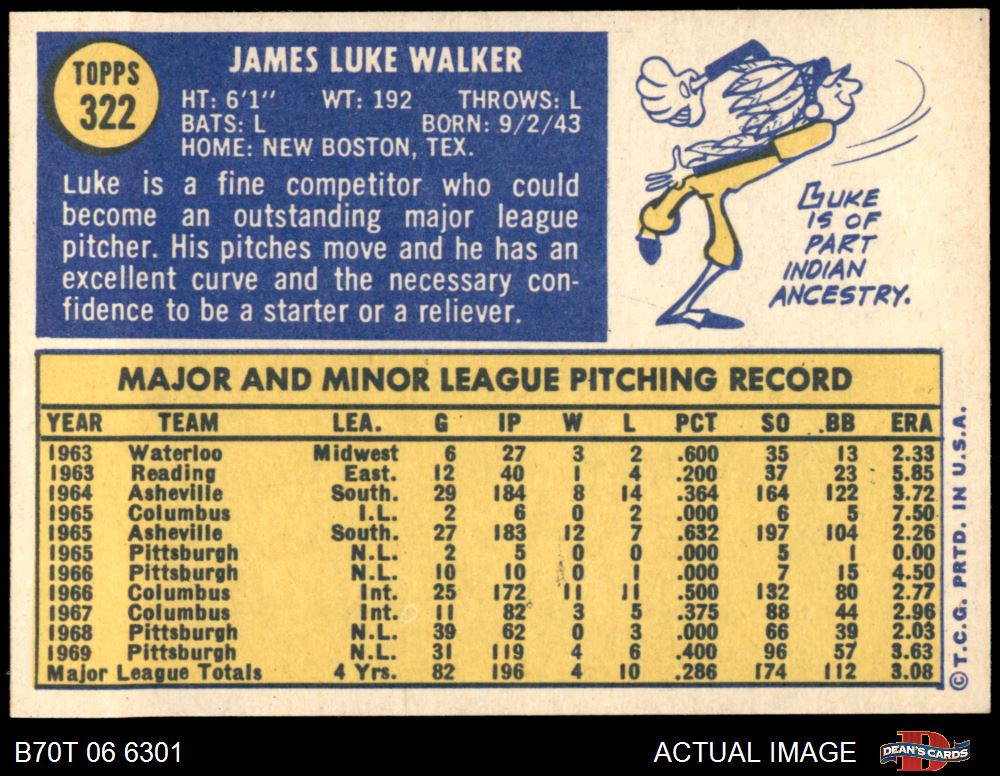 TOPPS
322
JAMES LUKE WALKER
HT: 6'1" WT: 192 THROWS: L
BATS: L BORN: 9/2/43
HOME: NEW BOSTON, TEX.
Luke is a fine competitor who could
become an outstanding major league
pitcher. His pitches move and he has an
excellent curve and the necessary con-
fidence to be a starter or a reliever.
LUKE
IS OF
PART
INDIAN
ANCESTRY.
MAJOR AND MINOR LEAGUE PITCHING RECORD
YEAR TEAM LEA. G IP W L PCT SO BB ERA
1963 Waterloo Midwest 6 27 3 2 .600 35 13 2.33
1963 Reading East. 12 40 1 4 .200 37 23 5.85
1964 Asheville South. 29 184 8 14 .364 164 122 3.72
1965 Columbus I.L. 2 6 0 2 .000 6 5 7.50
1965 Asheville South. 27 183 12 7 .632 197 104 2.26
1965 Pittsburgh N.L. 2 5 0 0 .000 5 1 0.00
1966 Pittsburgh N.L. 10 10 0 1 .000 7 15 4.50
1966 Columbus Int. 25 172 11 11 .500 132 80 2.77
1967 Columbus Int. 11 82 3 5 .375 88 44 2.96
1968 Pittsburgh N.L. 39 62 0 3 .000 66 39 2.03
1969 Pittsburgh N.L. 31 119 4 6 .400 96 57 3.63
Major League Totals 4 Yrs. 82 196 4 10 .286 174 112 3.08
©T.C.G. PRTD. IN U.S.A.
B70T 06 6301 ACTUAL IMAGE
DEAN'S CARDS